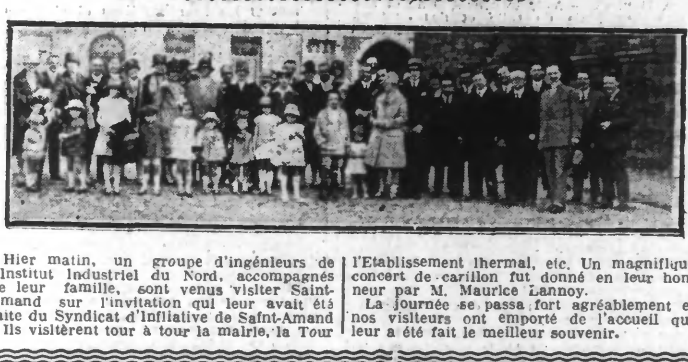 Hier matin, un groupe d'ingénieurs de
Institut Industriel du Nord, accompagnés
e leur famille, sont venus visiter Saint-
mand sur l'invitation qui leur avait été
aite du Syndicat d'Infliative de Safnt-Amand
Ils visitèrent tour à tour la mairie, la Tour
l'Etablissement lhermal, etc. Un magnifiqu
concert de carillon fut donné en leur hon
neur par M. Maurice Lannoy.
La journée se passa fort agréablement e
nos visiteurs ont emporté de l'accueil qu
leur a été fait le meilleur souvenir.